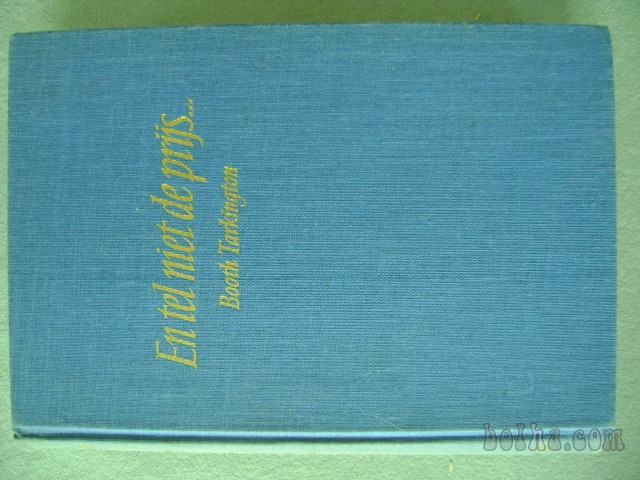 En tel niet de prijs...
Booth Tarkington
bolha.com